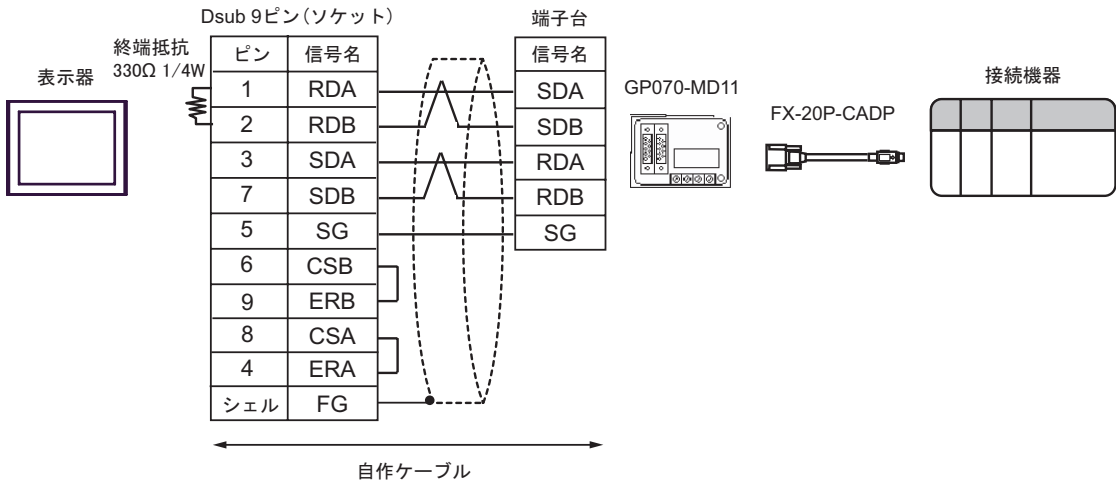 Dsub 9ピン(ソケット)
端子台
終端抵抗
330Ω 1/4W
表示器
ピン 信号名
1 RDA
2 RDB
3 SDA
7 SDB
5 SG
6 CSB
9 ERB
8 CSA
4 ERA
シェル FG
信号名
SDA
SDB
RDA
RDB
SG
GP070-MD11
FX-20P-CADP
接続機器
自作ケーブル